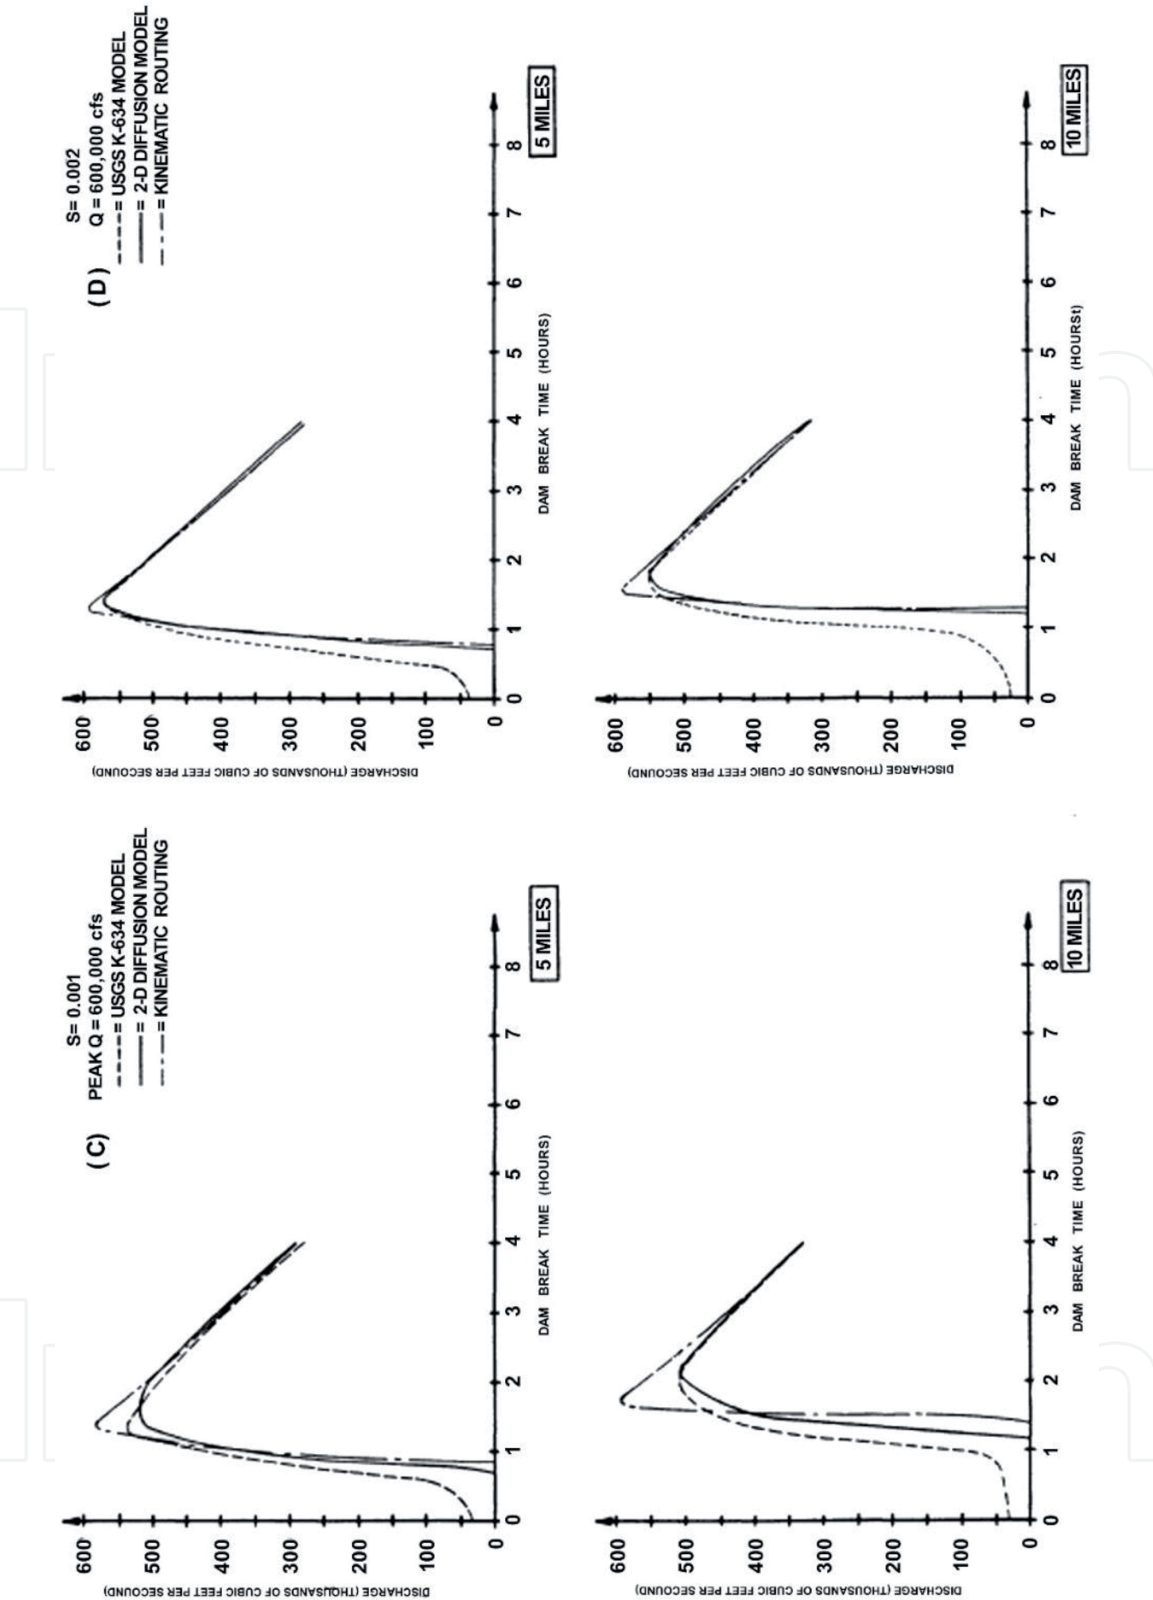 (C)
S= 0.001
PEAK Q = 600,000 cfs
= USGS K-634 MODEL
= 2-D DIFFUSION MODEL
= KINEMATIC ROUTING
DISCHARGE (THOUSANDS OF CUBIC FEET PER SECOUND)
600
500
400
300
200
100
0
0 1 2 3 4 5 6 7 8
DAM BREAK TIME (HOURS)
5 MILES
DISCHARGE (THOUSANDS OF CUBIC FEET PER SECOUND)
600
500
400
300
200
100
0
0 1 2 3 4 5 6 7 8
DAM BREAK TIME (HOURS)
10 MILES
(D)
S= 0.002
Q = 600,000 cfs
= USGS K-634 MODEL
= 2-D DIFFUSION MODEL
= KINEMATIC ROUTING
DISCHARGE (THOUSANDS OF CUBIC FEET PER SECOUND)
600
500
400
300
200
100
0
0 1 2 3 4 5 6 7 8
DAM BREAK TIME (HOURS)
5 MILES
DISCHARGE (THOUSANDS OF CUBIC FEET PER SECOUND)
600
500
400
300
200
100
0
0 1 2 3 4 5 6 7 8
DAM BREAK TIME (HOURSt)
10 MILES